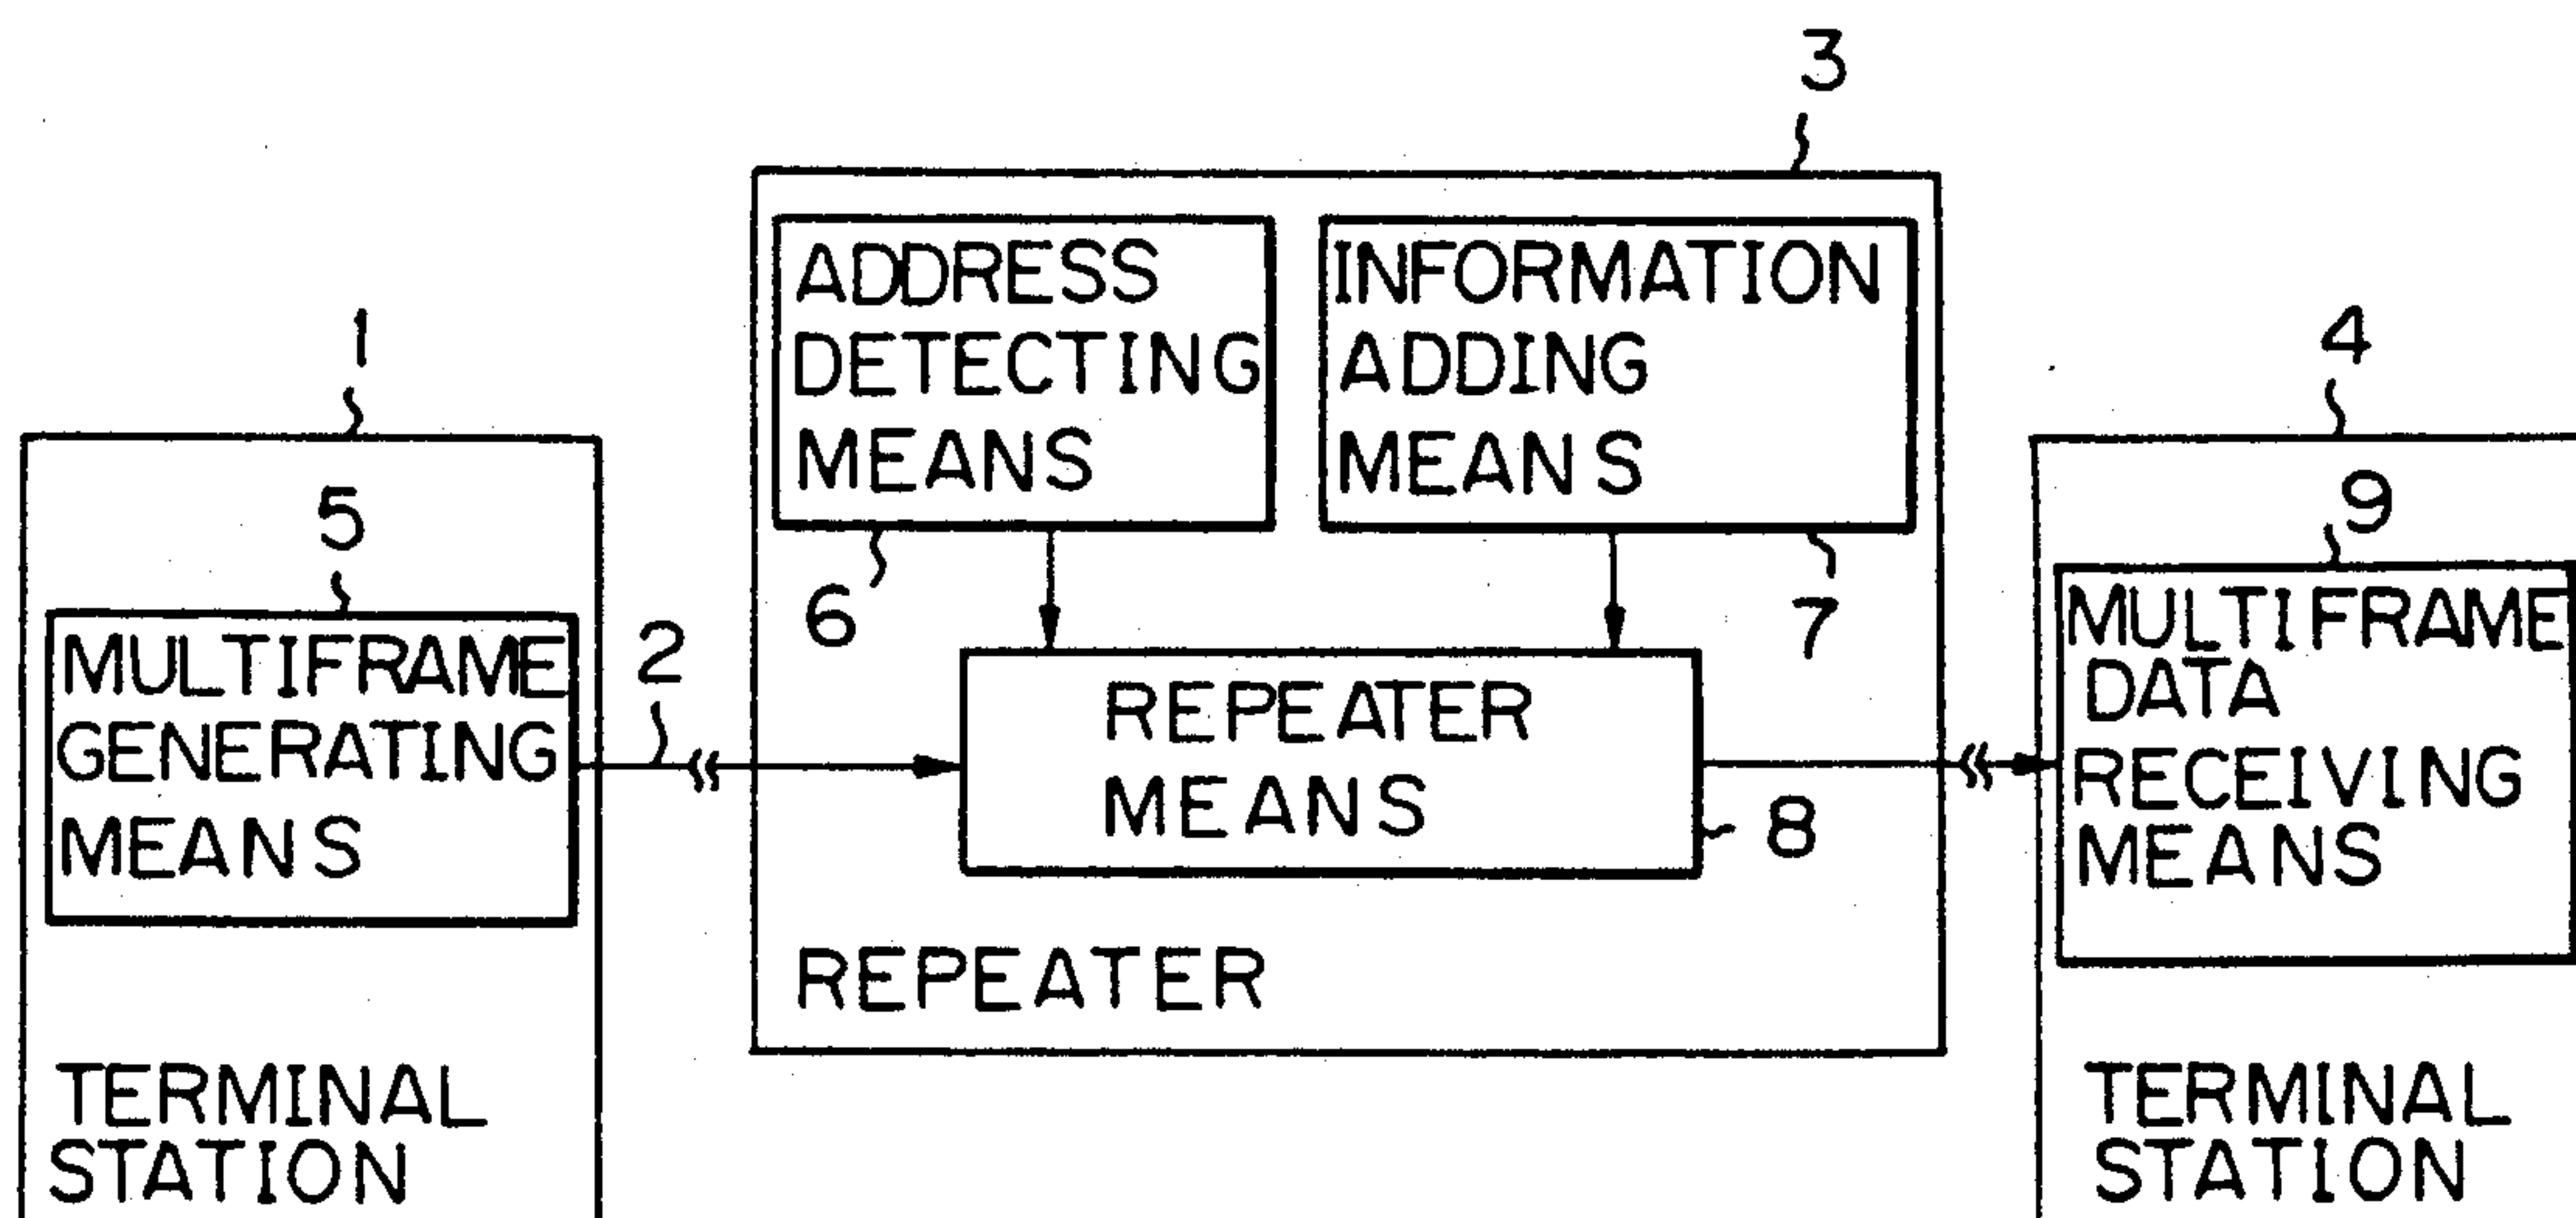 3
ADDRESS
DETECTING
MEANS
INFORMATION
ADDING
MEANS
1
4
5
9
6
7
MULTIFRAME
GENERATING
MEANS
2
REPEATER
MEANS
8
MULTIFRAME
DATA
RECEIVING
MEANS
REPEATER
TERMINAL
STATION
TERMINAL
STATION